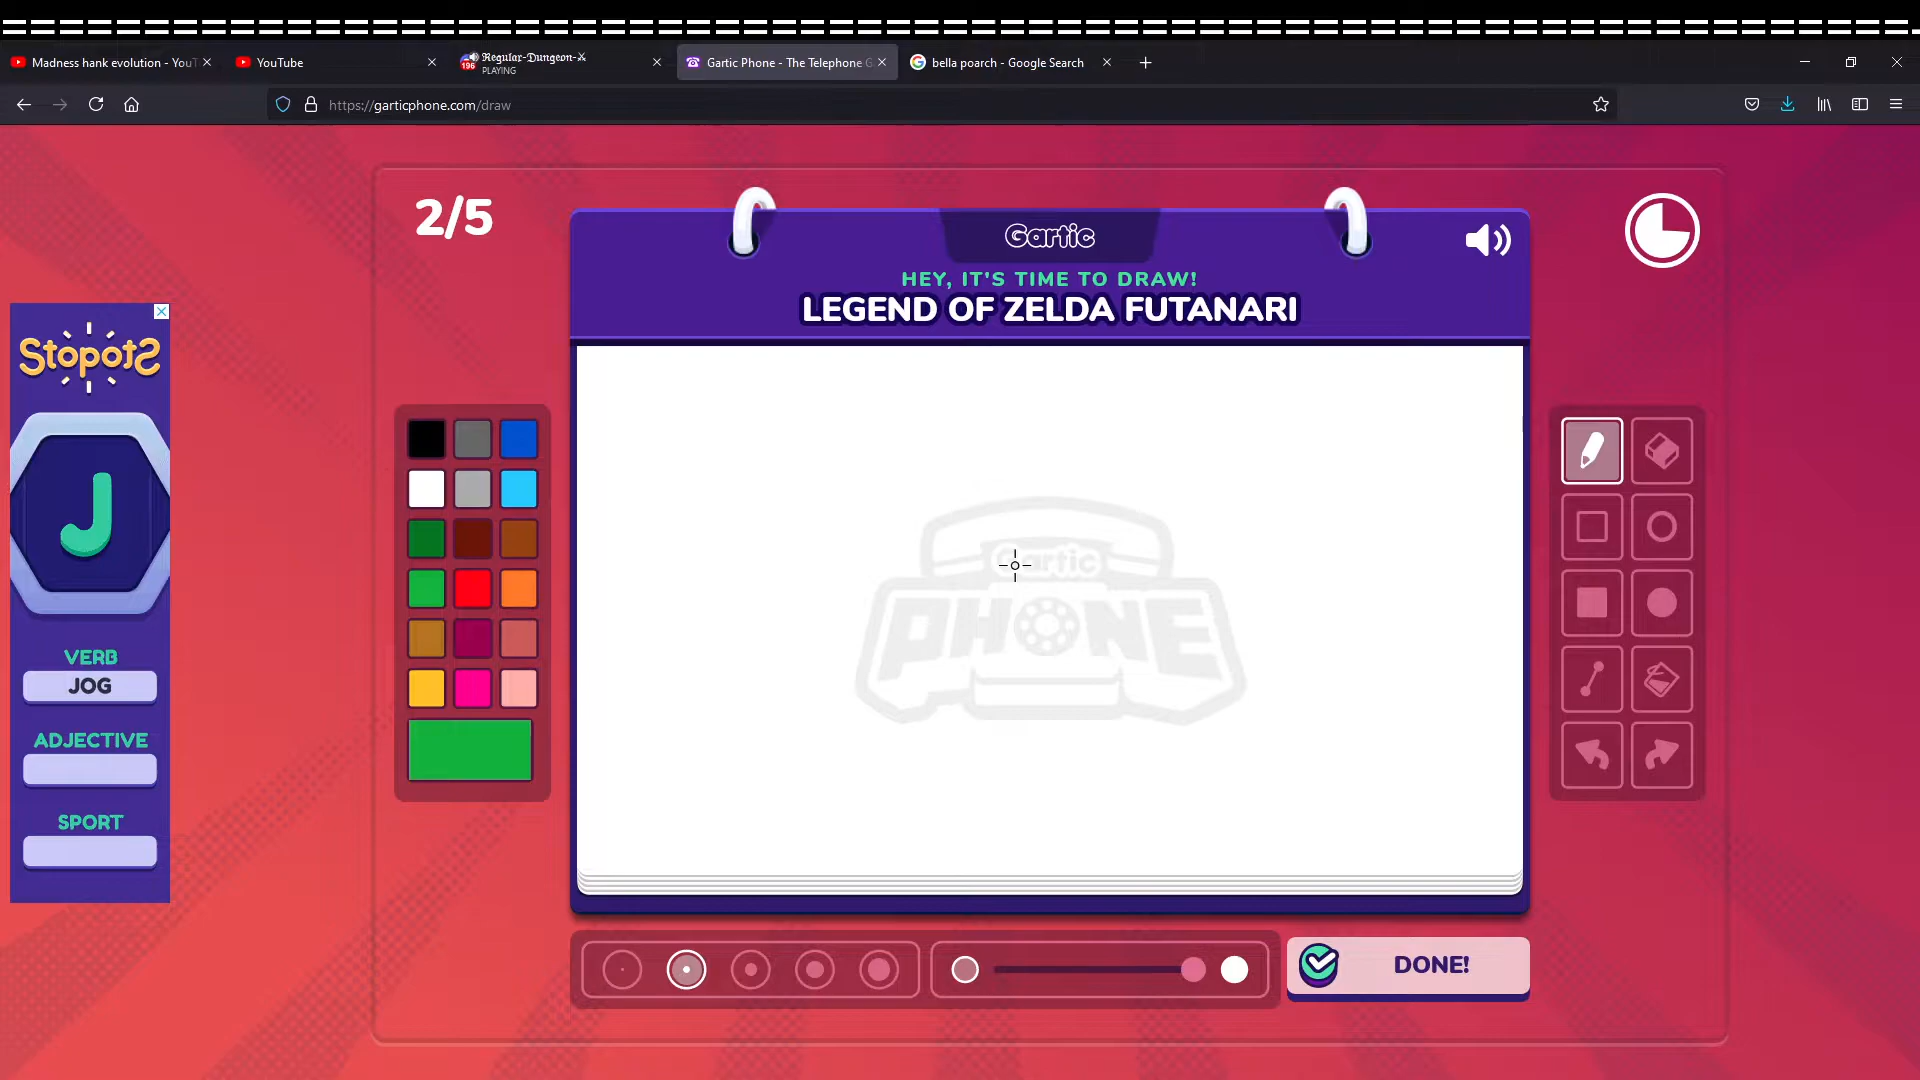 Madness hank evolution - YouT
YouTube
Regular-Dungeon-⚔
PLAYING
196
Gartic Phone - The Telephone G
bella poarch - Google Search
https://garticphone.com/draw
2/5
Gartic
HEY, IT'S TIME TO DRAW!
LEGEND OF ZELDA FUTANARI
StopotS
J
VERB
JOG
ADJECTIVE
SPORT
Gartic
PHONE
DONE!